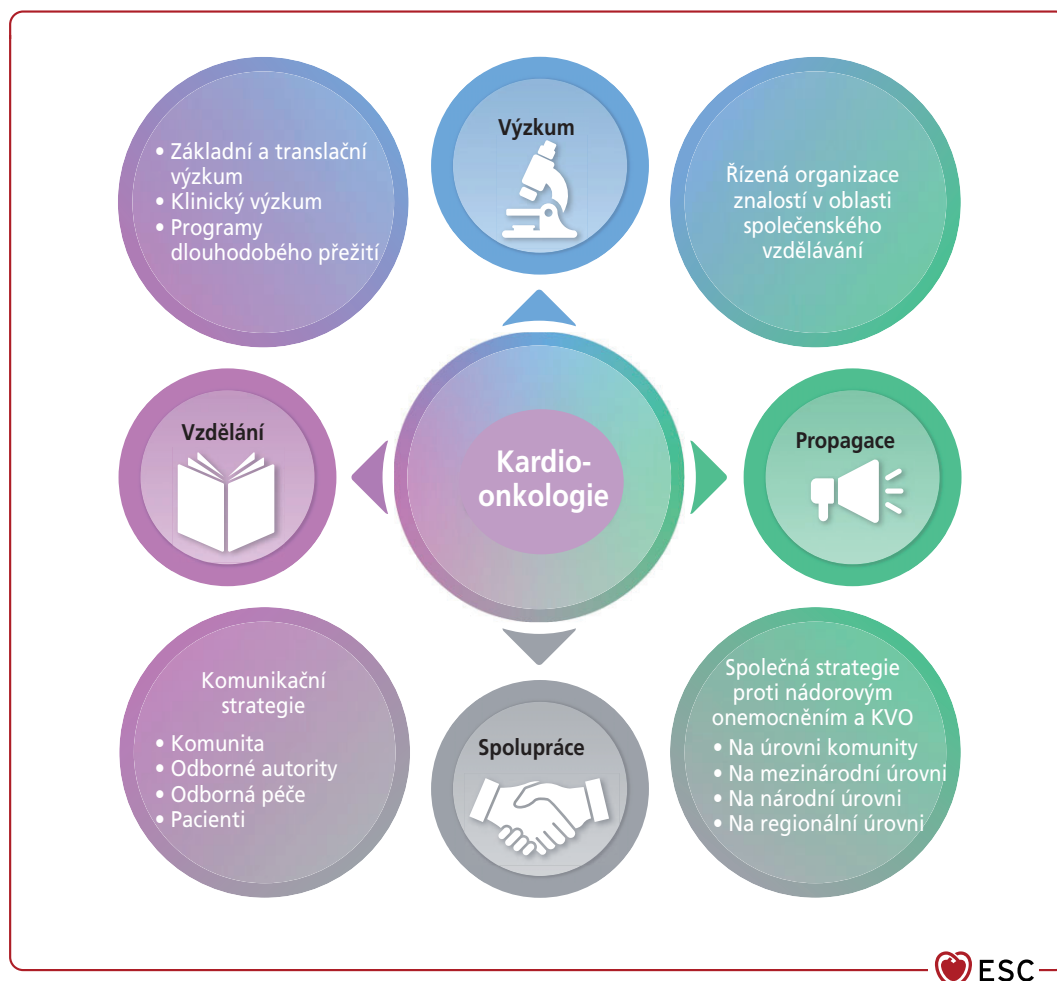 • Základní a translační
výzkum
• Klinický výzkum
• Programy
dlouhodobého přežití
Výzkum
Řízená organizace
znalostí v oblasti
společenského
vzdělávání
Vzdělání
Kardio-
onkologie
Propagace
Komunikační
strategie
• Komunita
• Odborné autority
• Odborná péče
• Pacienti
Spolupráce
Společná strategie
proti nádorovým
onemocněním a KVO
• Na úrovni komunity
• Na mezinárodní úrovni
• Na národní úrovni
• Na regionální úrovni
ESC